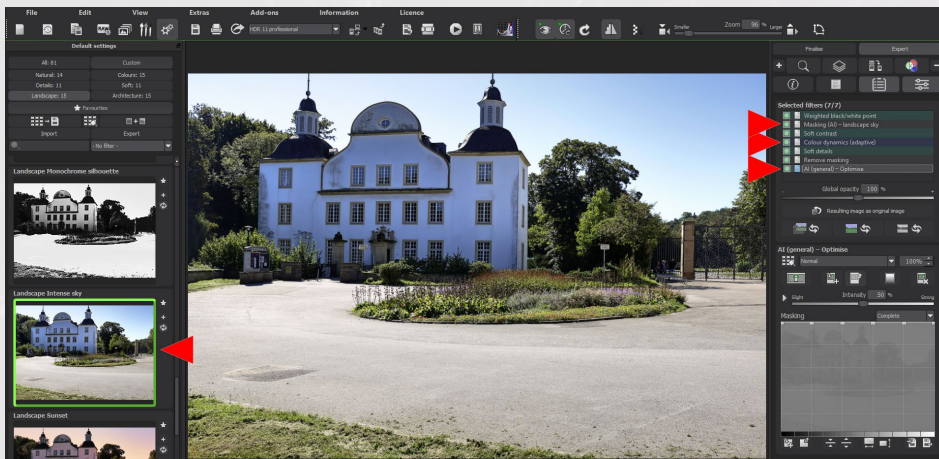 File Edit View Extras Add-ons Information Licence
HDR 11 professional
Smaller Zoom 96 % Larger
Default settings
All: 81 Custom
Natural: 14 Colours: 15
Details: 11 Soft: 11
Landscape: 15 Architecture: 15
Favourites
Import Export
- No filter -
Landscape Monochrome silhouette
Landscape Intense sky
Landscape Sunset
Finalise Expert
Selected filters (7/7)
Weighted black/white point
Masking (AI) – landscape sky
Soft contrast
Colour dynamics (adaptive)
Soft details
Remove masking
AI (general) – Optimise
Global opacity 100 %
Resulting image as original image
AI (general) – Optimise
Normal 100%
Slight Intensity 50 % Strong
Masking Complete